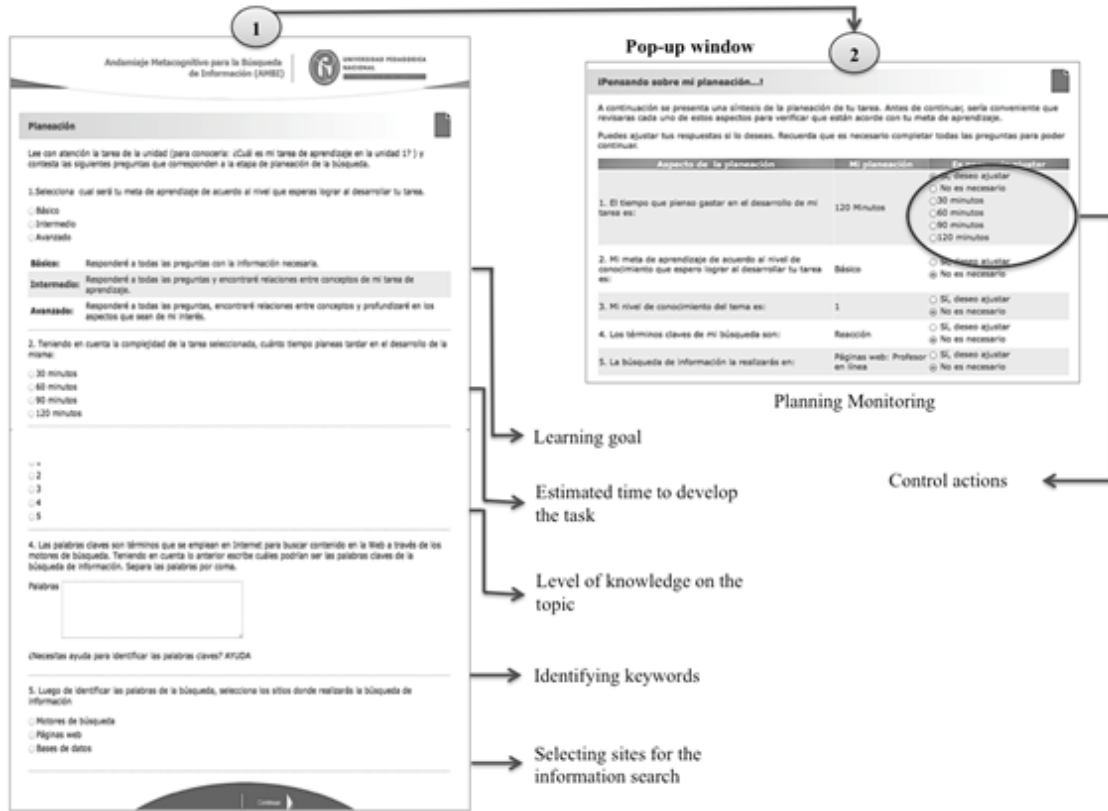 1
Andamiaje Metacognitivo para la Búsqueda
de Información (AMBI)
UNIVERSIDAD PEDAGOGICA
NACIONAL
Planeación
Lee con atención la tarea de la unidad (para conocerla: ¿Cuál es mi tarea de aprendizaje en la unidad 1? ) y
contesta las siguientes preguntas que corresponden a la etapa de planeación de la búsqueda.
1.Selecciona cual será tu meta de aprendizaje de acuerdo al nivel que esperas lograr al desarrollar tu tarea.
Básico
Intermedio
Avanzado
Básico: Responderé a todas las preguntas con la información necesaria.
Intermedio: Responderé a todas las preguntas y encontraré relaciones entre conceptos de mi tarea de
aprendizaje.
Avanzado: Responderé a todas las preguntas, encontraré relaciones entre conceptos y profundizaré en los
aspectos que sean de mi interés.
2. Teniendo en cuenta la complejidad de la tarea seleccionada, cuánto tiempo planeas tardar en el desarrollo de la
misma:
30 minutos
60 minutos
90 minutos
120 minutos
2
3
4
5
4. Las palabras claves son términos que se emplean en Internet para buscar contenido en la Web a través de los
motores de búsqueda. Teniendo en cuenta lo anterior escribe cuáles podrían ser las palabras claves de la
búsqueda de información. Separa las palabras por coma.
Palabras
¿Necesitas ayuda para identificar las palabras claves? AYUDA
5. Luego de identificar las palabras de la búsqueda, selecciona los sitios donde realizarás la búsqueda de
información
Motores de búsqueda
Páginas web
Bases de datos
Continuar
Pop-up window
2
¡Pensando sobre mi planeación...!
A continuación se presenta una síntesis de la planeación de tu tarea. Antes de continuar, sería conveniente que
revisaras cada uno de estos aspectos para verificar que están acorde con tu meta de aprendizaje.
Puedes ajustar tus respuestas si lo deseas. Recuerda que es necesario completar todas las preguntas para poder
continuar.
Aspecto de la planeación Mi planeación Es necesario ajustar
1. El tiempo que pienso gastar en el desarrollo de mi
tarea es:
120 Minutos
Sí, deseo ajustar
No es necesario
30 minutos
60 minutos
90 minutos
120 minutos
2. Mi meta de aprendizaje de acuerdo al nivel de
conocimiento que espero lograr al desarrollar tu tarea
es:
Básico
Sí, deseo ajustar
No es necesario
3. Mi nivel de conocimiento del tema es:
1
Sí, deseo ajustar
No es necesario
4. Los términos claves de mi búsqueda son:
Reacción
Sí, deseo ajustar
No es necesario
5. La búsqueda de información la realizarás en:
Páginas web: Profesor
en línea
Sí, deseo ajustar
No es necesario
Planning Monitoring
Learning goal
Control actions
Estimated time to develop
the task
Level of knowledge on the
topic
Identifying keywords
Selecting sites for the
information search